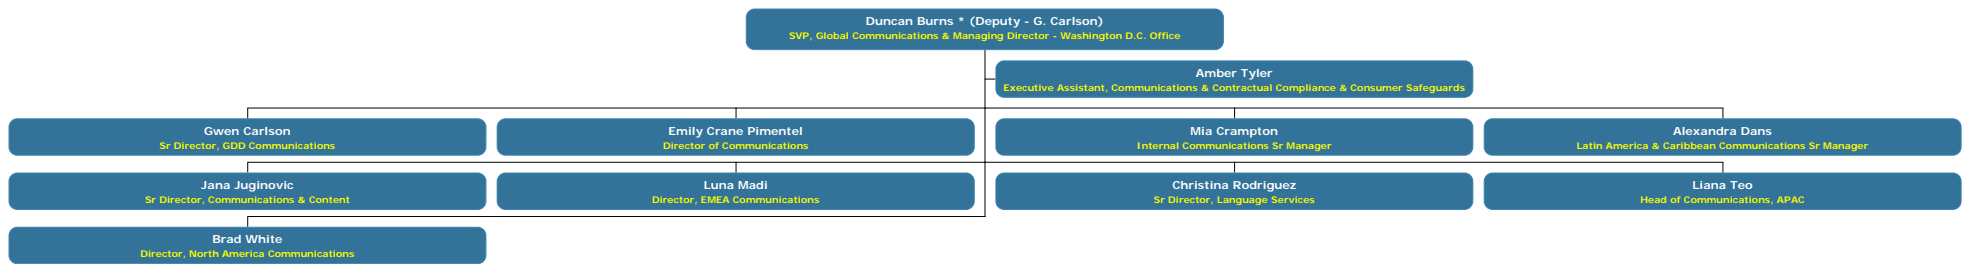 Duncan Burns * (Deputy - G. Carlson)
SVP, Global Communications & Managing Director - Washington D.C. Office
Amber Tyler
Executive Assistant, Communications & Contractual Compliance & Consumer Safeguards
Gwen Carlson
Sr Director, GDD Communications
Emily Crane Pimentel
Director of Communications
Mia Crampton
Internal Communications Sr Manager
Alexandra Dans
Latin America & Caribbean Communications Sr Manager
Jana Juginovic
Sr Director, Communications & Content
Luna Madi
Director, EMEA Communications
Christina Rodriguez
Sr Director, Language Services
Liana Teo
Head of Communications, APAC
Brad White
Director, North America Communications